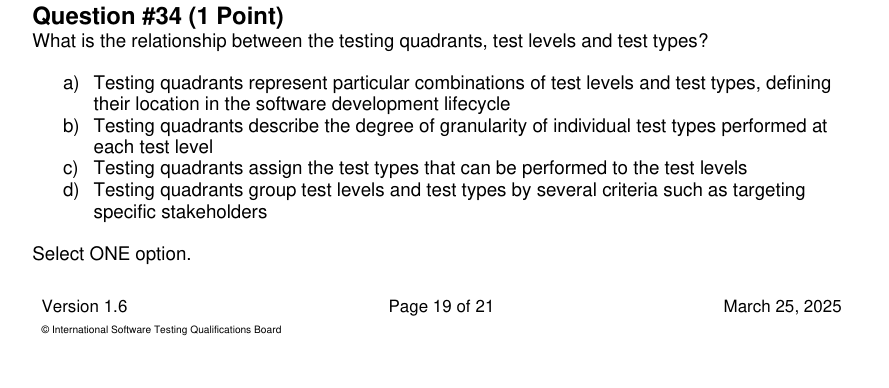 Question #34 (1 Point)
What is the relationship between the testing quadrants, test levels and test types?
a) Testing quadrants represent particular combinations of test levels and test types, defining
their location in the software development lifecycle
b) Testing quadrants describe the degree of granularity of individual test types performed at
each test level
c) Testing quadrants assign the test types that can be performed to the test levels
d) Testing quadrants group test levels and test types by several criteria such as targeting
specific stakeholders
Select ONE option.
Version 1.6 Page 19 of 21 March 25, 2025
© International Software Testing Qualifications Board